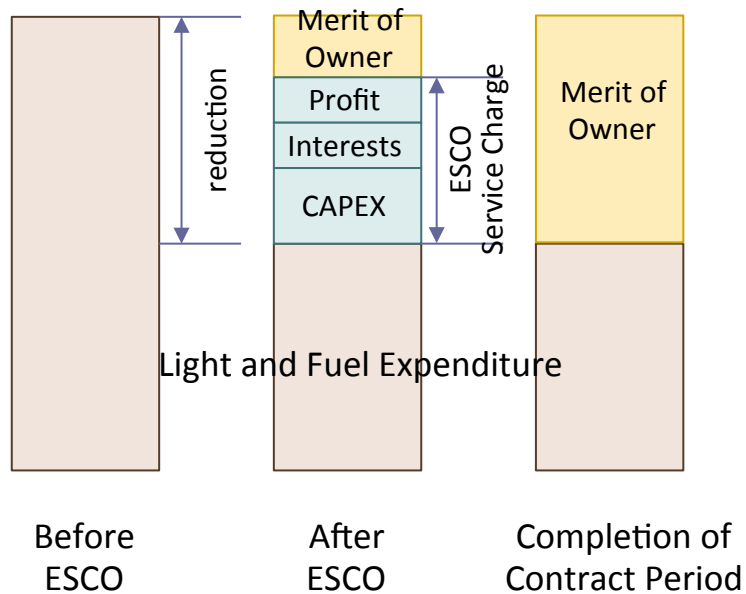 reduction
Merit of
Owner
Profit
Interests
CAPEX
ESCO
Service Charge
Merit of
Owner
Light and Fuel Expenditure
Before
ESCO
After
ESCO
Completion of
Contract Period